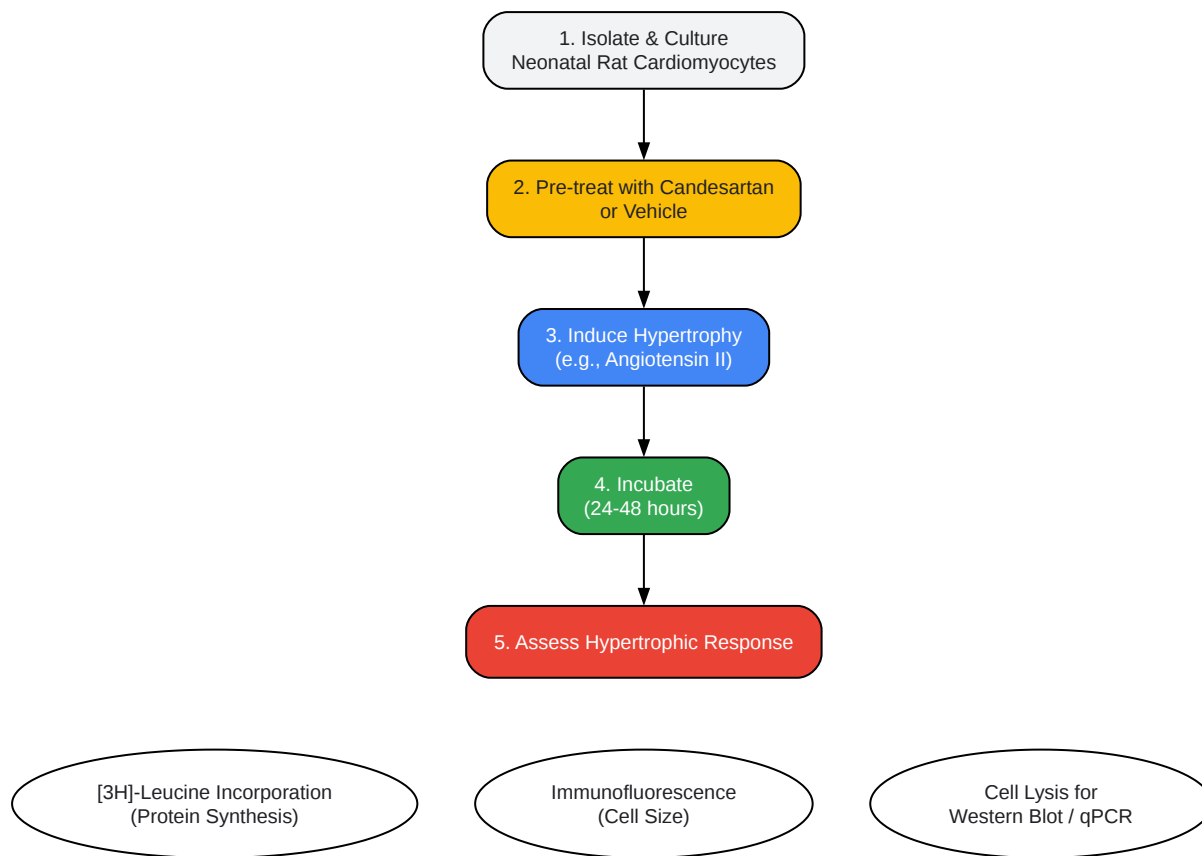 1. Isolate & Culture
Neonatal Rat Cardiomyocytes
2. Pre-treat with Candesartan
or Vehicle
3. Induce Hypertrophy
(e.g., Angiotensin II)
4. Incubate
(24-48 hours)
5. Assess Hypertrophic Response
[3H]-Leucine Incorporation
(Protein Synthesis)
Immunofluorescence
(Cell Size)
Cell Lysis for
Western Blot / qPCR